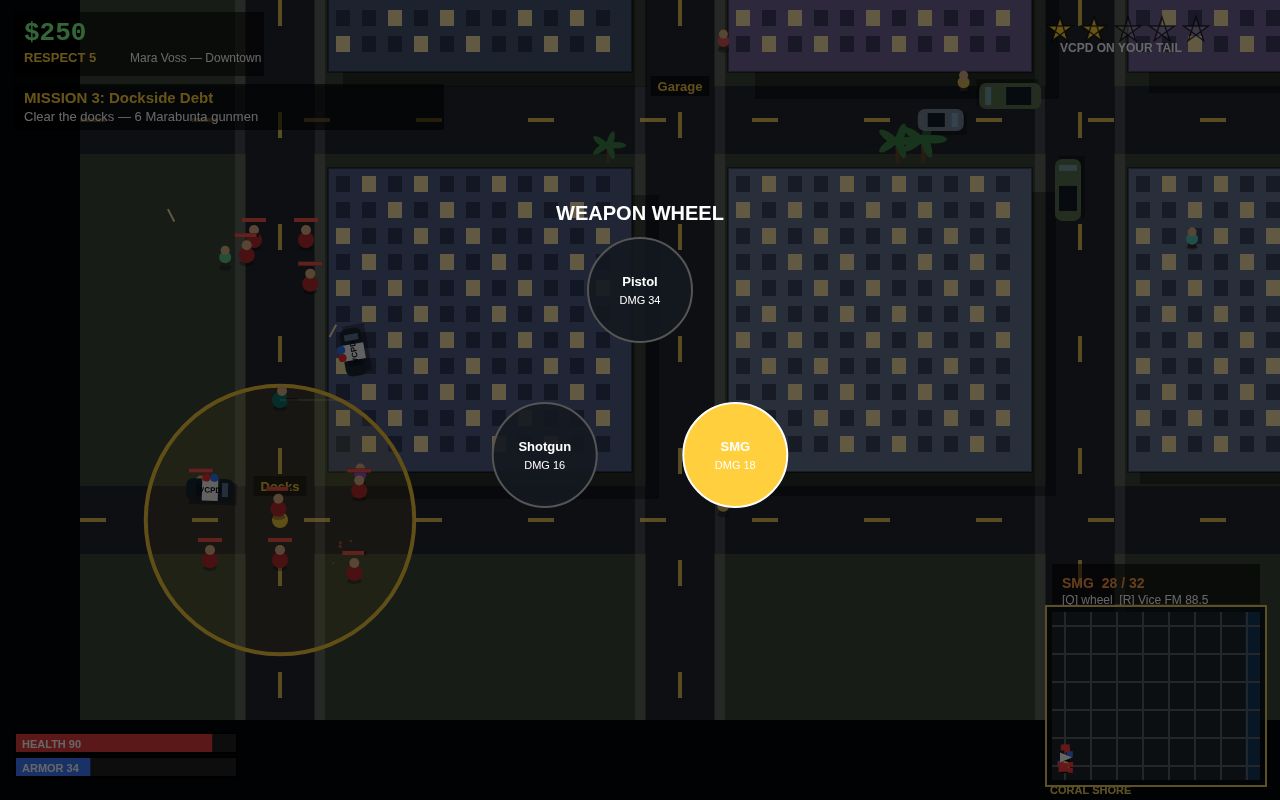 $250
RESPECT 5
Mara Voss — Downtown
VCPD ON YOUR TAIL
MISSION 3: Dockside Debt
Clear the docks — 6 Marabunta gunmen
Garage
WEAPON WHEEL
Pistol
DMG 34
Shotgun
DMG 16
SMG
DMG 18
VCPD
VCPD
Docks
SMG 28 / 32
[Q] wheel [R] Vice FM 88.5
HEALTH 90
ARMOR 34
CORAL SHORE